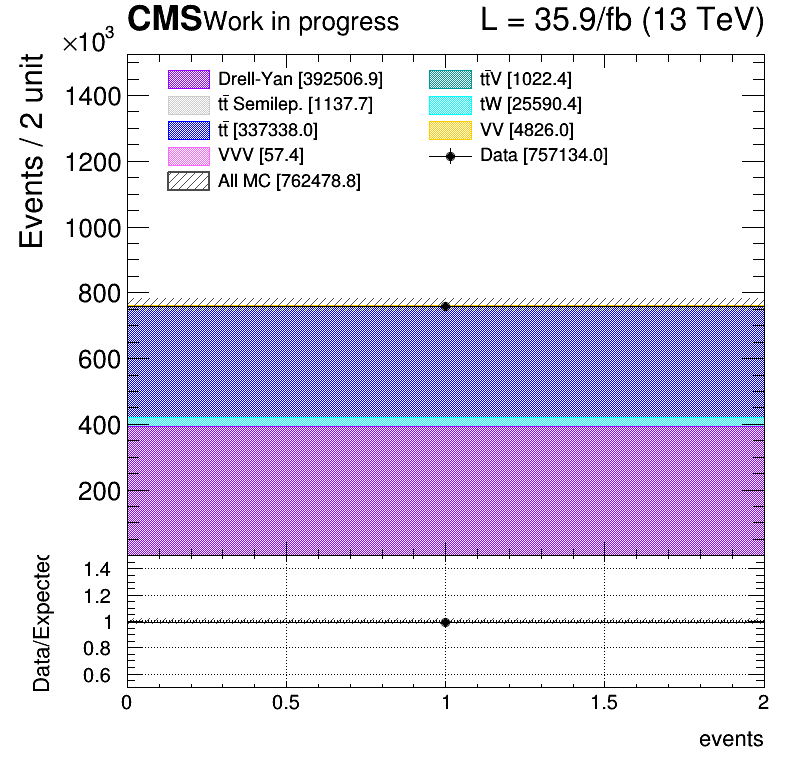 CMS Work in progress L = 35.9/fb (13 TeV)
×10³
Drell-Yan [392506.9] tt̄V [1022.4]
tt̄ Semilep. [1137.7] tW [25590.4]
tt̄ [337338.0] VV [4826.0]
VVV [57.4] Data [757134.0]
All MC [762478.8]
Events / 2 unit
1400
1200
1000
800
600
400
200
Data/Expected
1.4
1.2
1
0.8
0.6
0 0.5 1 1.5 2
events